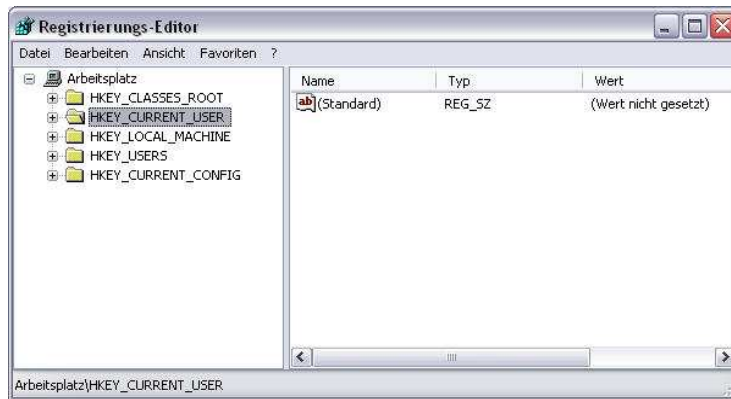 Registrierungs-Editor
Datei Bearbeiten Ansicht Favoriten ?
Arbeitsplatz
HKEY_CLASSES_ROOT
HKEY_CURRENT_USER
HKEY_LOCAL_MACHINE
HKEY_USERS
HKEY_CURRENT_CONFIG
Name Typ Wert
ab (Standard) REG_SZ (Wert nicht gesetzt)
Arbeitsplatz\HKEY_CURRENT_USER